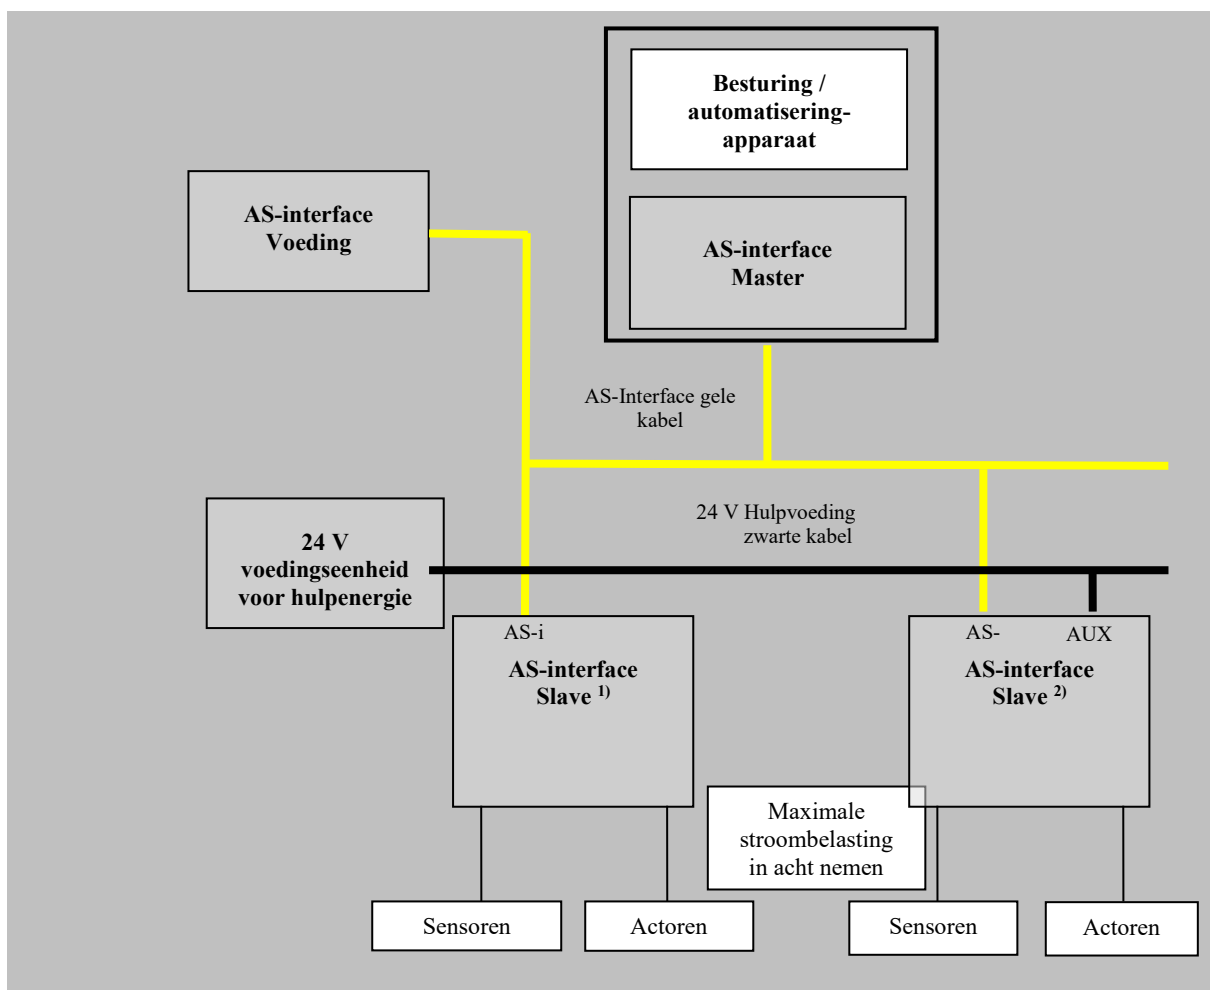 Besturing /
automatisering-
apparaat
AS-interface
Voeding
AS-interface
Master
AS-Interface gele
kabel
24 V Hulpvoeding
zwarte kabel
24 V
voedingseenheid
voor hulpenergie
AS-i
AS-interface
Slave ¹⁾
AS-
AUX
AS-interface
Slave ²⁾
Maximale
stroombelasting
in acht nemen
Sensoren
Actoren
Sensoren
Actoren